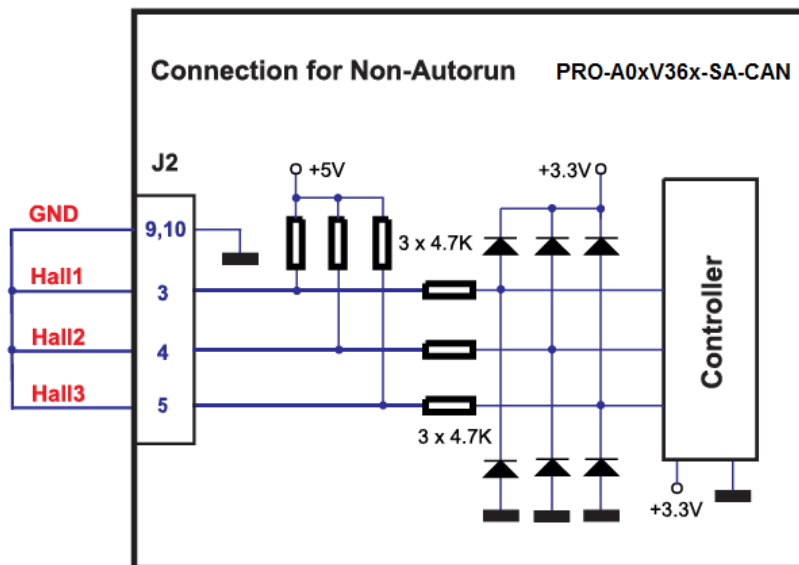 Connection for Non-Autorun PRO-A0xV36x-SA-CAN
J2
+5V
+3.3V
GND
9,10
3 x 4.7K
Hall1
3
Hall2
4
Hall3
5
3 x 4.7K
Controller
+3.3V